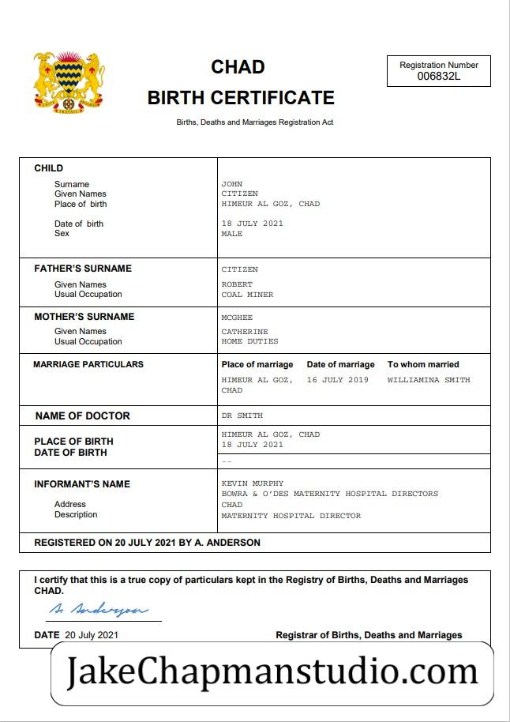 CHAD
BIRTH CERTIFICATE
Births, Deaths and Marriages Registration Act
Registration Number
006832L
CHILD
Surname JOHN
Given Names CITIZEN
Place of birth HIMEUR AL GOZ, CHAD
Date of birth 18 JULY 2021
Sex MALE
FATHER'S SURNAME CITIZEN
Given Names ROBERT
Usual Occupation COAL MINER
MOTHER'S SURNAME MCGHEE
Given Names CATHERINE
Usual Occupation HOME DUTIES
MARRIAGE PARTICULARS Place of marriage Date of marriage To whom married
HIMEUR AL GOZ, 16 JULY 2019 WILLIAMINA SMITH
CHAD
NAME OF DOCTOR DR SMITH
PLACE OF BIRTH HIMEUR AL GOZ, CHAD
DATE OF BIRTH 18 JULY 2021
--
INFORMANT'S NAME KEVIN MURPHY
BOWRA & O'DES MATERNITY HOSPITAL DIRECTORS
Address CHAD
Description MATERNITY HOSPITAL DIRECTOR
REGISTERED ON 20 JULY 2021 BY A. ANDERSON
I certify that this is a true copy of particulars kept in the Registry of Births, Deaths and Marriages
CHAD.
A. Anderson
DATE 20 July 2021 Registrar of Births, Deaths and Marriages
JakeChapmanstudio.com